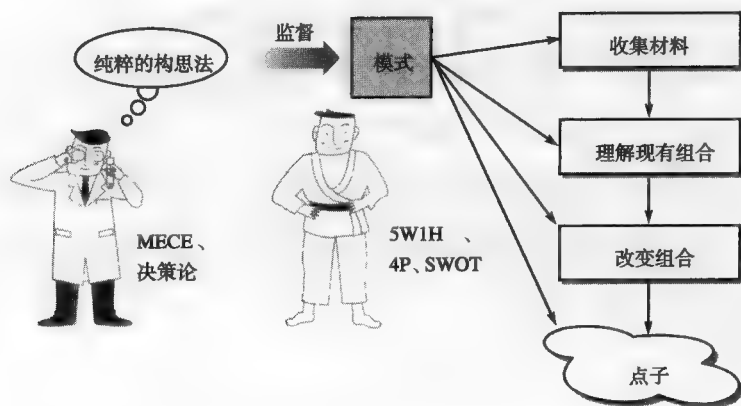 监督
纯粹的构思法
模式
收集材料
理解现有组合
MECE、
决策论
5W1H 、
4P、SWOT
改变组合
点子